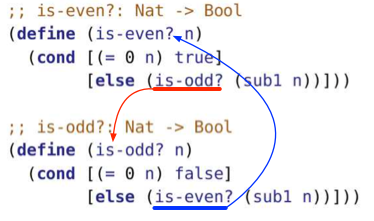 ;; is-even?: Nat -> Bool
(define (is-even? n)
(cond [(= 0 n) true]
[else (is-odd? (sub1 n))]))
;; is-odd?: Nat -> Bool
(define (is-odd? n)
(cond [(= 0 n) false]
[else (is-even? (sub1 n))]))